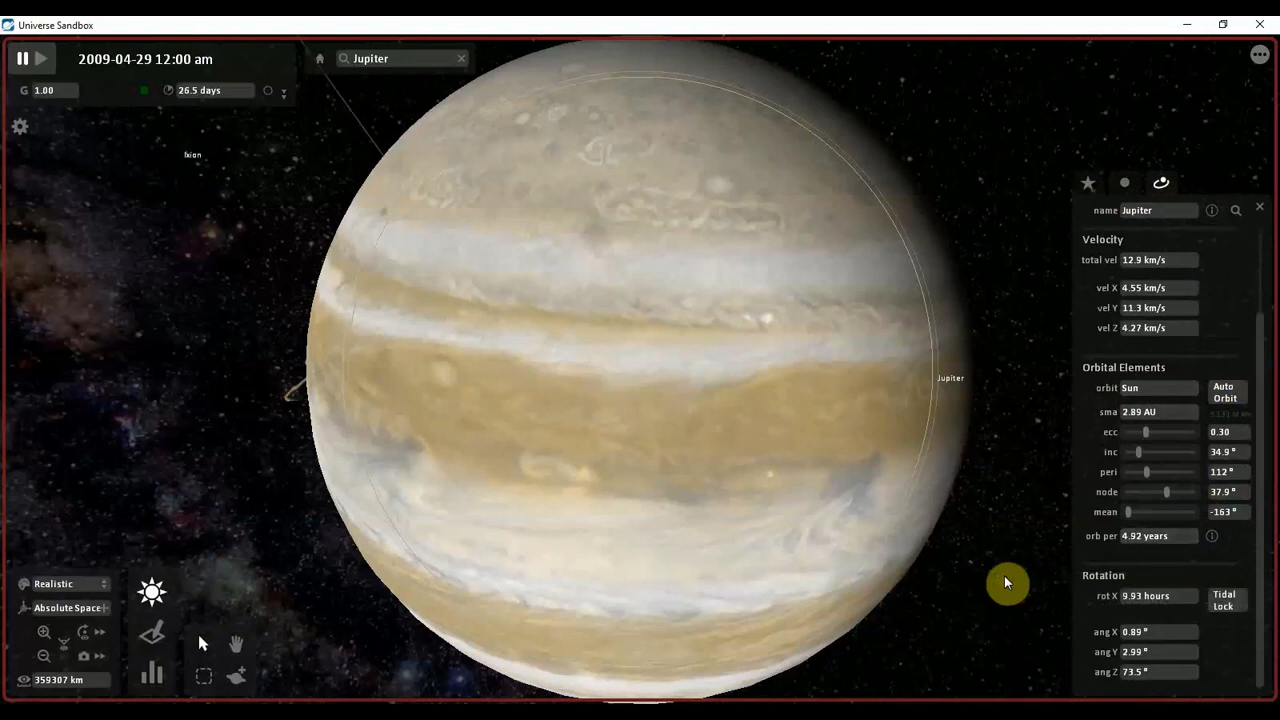 Universe Sandbox
2009-04-29 12:00 am
Jupiter
G 1.00
26.5 days
Ixion
name Jupiter
Velocity
total vel 12.9 km/s
vel X 4.55 km/s
vel Y 11.3 km/s
vel Z 4.27 km/s
Jupiter
Orbital Elements
orbit Sun
Auto
Orbit
sma 2.89 AU
ecc 0.30
inc 34.9 °
peri 112 °
node 37.9 °
mean -163 °
orb per 4.92 years
Rotation
rot X 9.93 hours
Tidal
Lock
ang X 0.89 °
ang Y 2.99 °
ang Z 73.5 °
Realistic
Absolute Space
359307 km